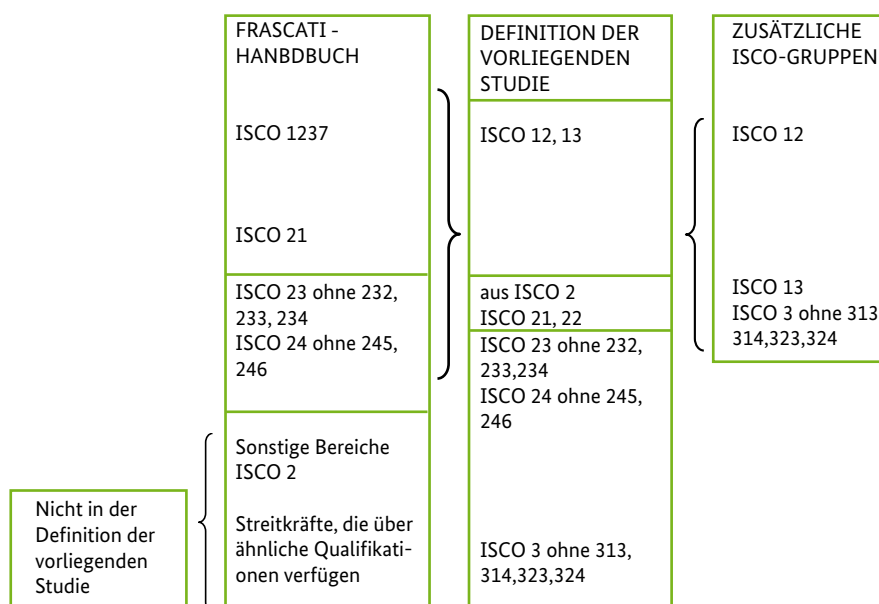 FRASCATI -
HANBDBUCH
ISCO 1237
ISCO 21
ISCO 23 ohne 232,
233, 234
ISCO 24 ohne 245,
246
Sonstige Bereiche
ISCO 2
Streitkräfte, die über
ähnliche Qualifikati-
onen verfügen
Nicht in der
Definition der
vorliegenden
Studie
DEFINITION DER
VORLIEGENDEN
STUDIE
ISCO 12, 13
aus ISCO 2
ISCO 21, 22
ISCO 23 ohne 232,
233,234
ISCO 24 ohne 245,
246
ISCO 3 ohne 313,
314,323,324
ZUSÄTZLICHE
ISCO-GRUPPEN
ISCO 12
ISCO 13
ISCO 3 ohne 313
314,323,324